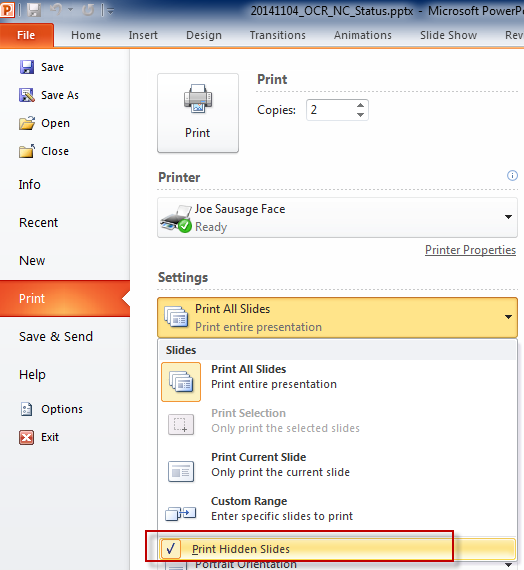 20141104_OCR_NC_Status.pptx - Microsoft PowerP
File Home Insert Design Transitions Animations Slide Show Rev
Save
Save As
Open
Close
Info
Recent
New
Print
Save & Send
Help
Options
Exit
Print
Print
Copies: 2
Printer
Joe Sausage Face
Ready
Printer Properties
Settings
Print All Slides
Print entire presentation
Slides
Print All Slides
Print entire presentation
Print Selection
Only print the selected slides
Print Current Slide
Only print the current slide
Custom Range
Enter specific slides to print
Print Hidden Slides
Portrait Orientation